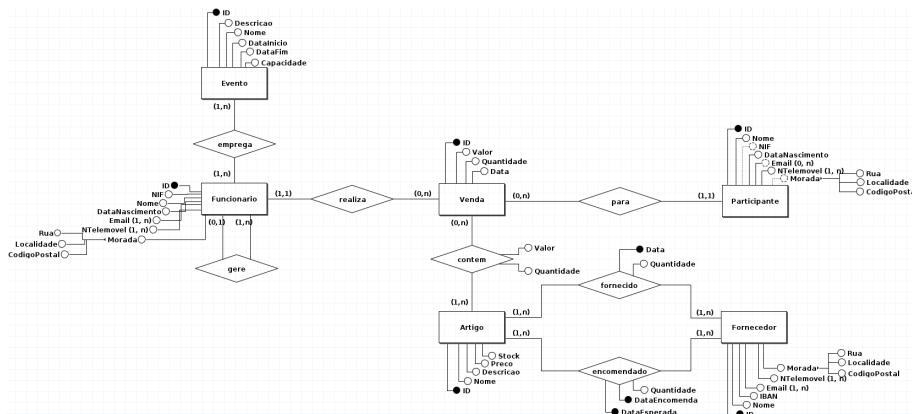 ID
Descricao
Nome
DataInicio
DataFim
Capacidade
Evento
(1,n)
emprega
(1,n)
ID
NIF
Nome
DataNascimento
Email (1, n)
NTelemovel (1, n)
Morada
Rua
Localidade
CodigoPostal
Funcionario
(0,1)
(1,n)
gere
(1,1)
realiza
(0,n)
ID
Valor
Quantidade
Data
Venda
(0,n)
para
(1,1)
ID
Nome
NIF
DataNascimento
Email (0, n)
NTelemovel (1, n)
Morada
Rua
Localidade
CodigoPosta
Participante
(0,n)
contem
Valor
Quantidade
(1,n)
Artigo
Stock
Preco
Descricao
Nome
ID
(1,n)
fornecido
Data
Quantidade
(1,n)
(1,n)
encomendado
Quantidade
DataEncomenda
DataEsperada
(1,n)
Fornecedor
Morada
Rua
Localidade
CodigoPostal
NTelemovel (1, n)
Email (1, n)
IBAN
Nome
ID